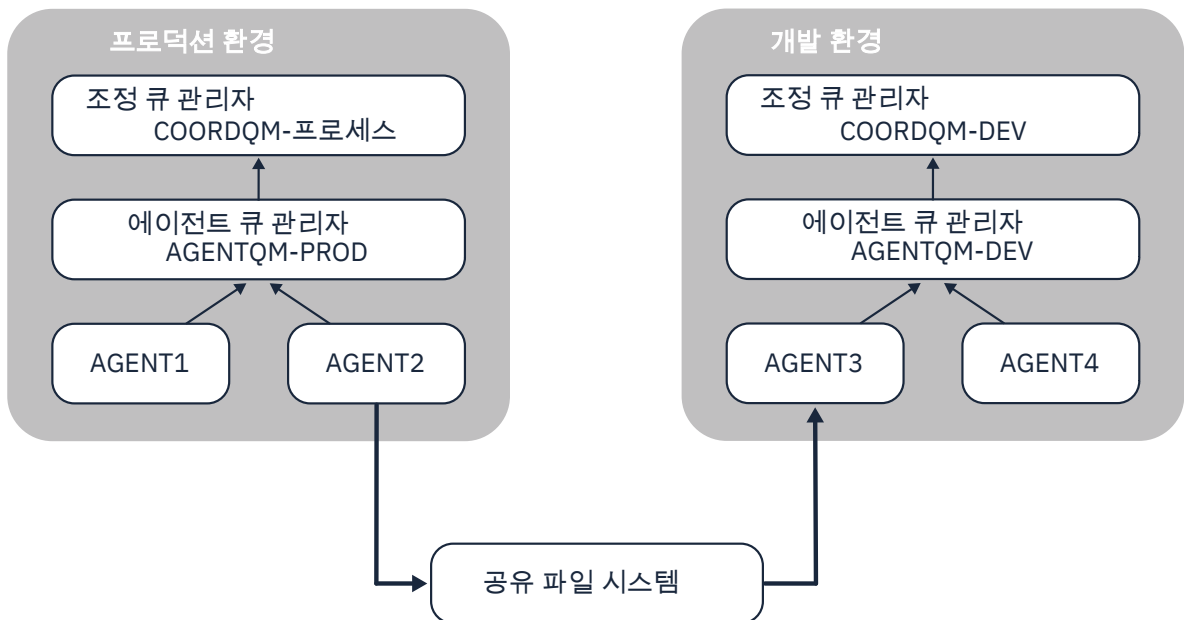 프로덕션 환경
조정 큐 관리자
COORDQM-프로세스
에이전트 큐 관리자
AGENTQM-PROD
AGENT1
AGENT2
개발 환경
조정 큐 관리자
COORDQM-DEV
에이전트 큐 관리자
AGENTQM-DEV
AGENT3
AGENT4
공유 파일 시스템